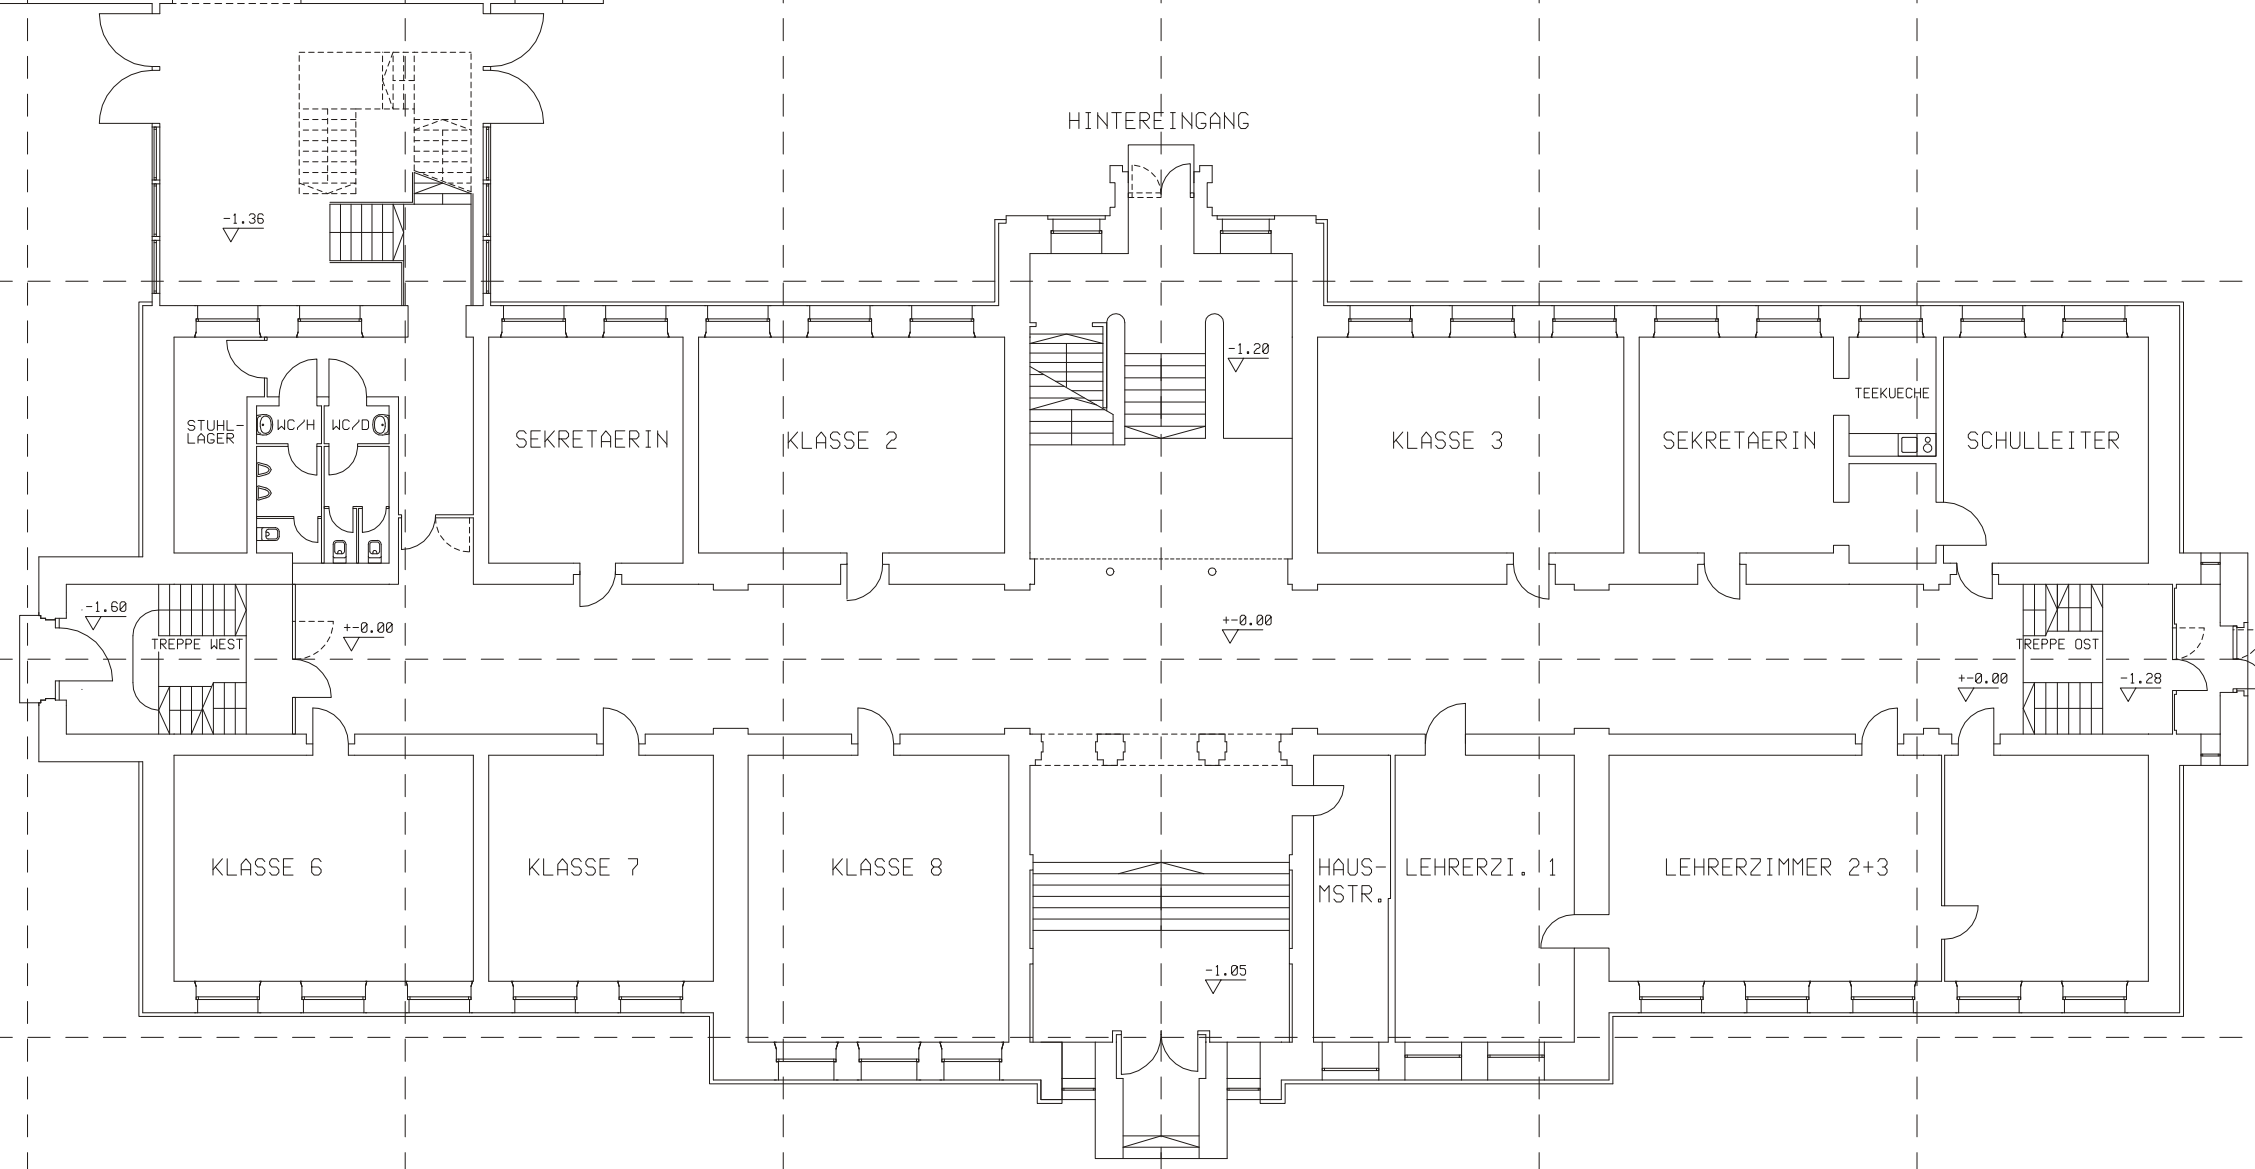 HINTEREINGANG
-1.36
-1.20
STUHL-
LAGER
WC/H
WC/D
SEKRETAERIN
KLASSE 2
KLASSE 3
SEKRETAERIN
TEEKUECHE
SCHULLEITER
-1.60
+-0.00
+-0.00
TREPPE WEST
TREPPE OST
+-0.00
-1.28
KLASSE 6
KLASSE 7
KLASSE 8
HAUS-
MSTR.
LEHRERZI. 1
LEHRERZIMMER 2+3
-1.05